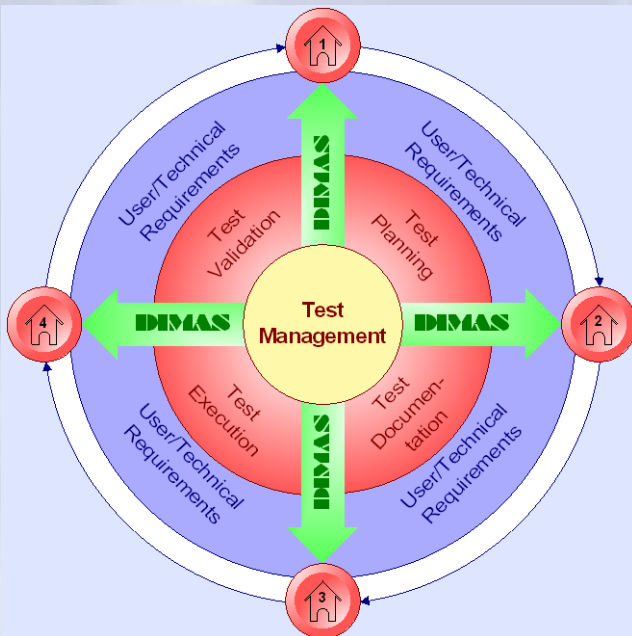 1
User/Technical
Requirements
User/Technical
Requirements
DIMAS
Test
Validation
Test
Planning
4
DIMAS
Test
Management
DIMAS
2
Test
Execution
Test
Documen-
tation
User/Technical
Requirements
DIMAS
User/Technical
Requirements
3